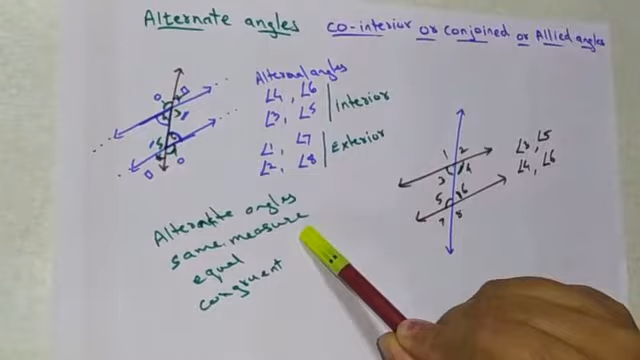 Alternate angles
co-interior or conjoined or Allied angles
Alternal angles
∠4, ∠6
∠3, ∠5
Interior
∠1, ∠7
∠2, ∠8
Exterior
Alternate angles
same measure
equal
congruent
1 2
3 4
5 6
7 8
∠3, ∠5
∠4, ∠6